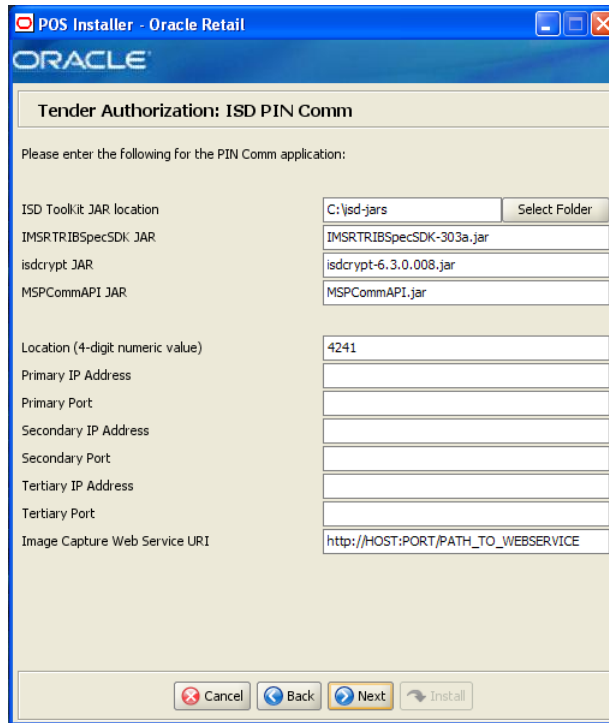 POS Installer - Oracle Retail
ORACLE
Tender Authorization: ISD PIN Comm
Please enter the following for the PIN Comm application:
ISD ToolKit JAR location C:\isd-jars Select Folder
IMSRTRIBSpecSDK JAR IMSRTRIBSpecSDK-303a.jar
isdcrypt JAR isdcrypt-6.3.0.008.jar
MSPCommAPI JAR MSPCommAPI.jar
Location (4-digit numeric value) 4241
Primary IP Address
Primary Port
Secondary IP Address
Secondary Port
Tertiary IP Address
Tertiary Port
Image Capture Web Service URI http://HOST:PORT/PATH_TO_WEBSERVICE
Cancel Back Next Install